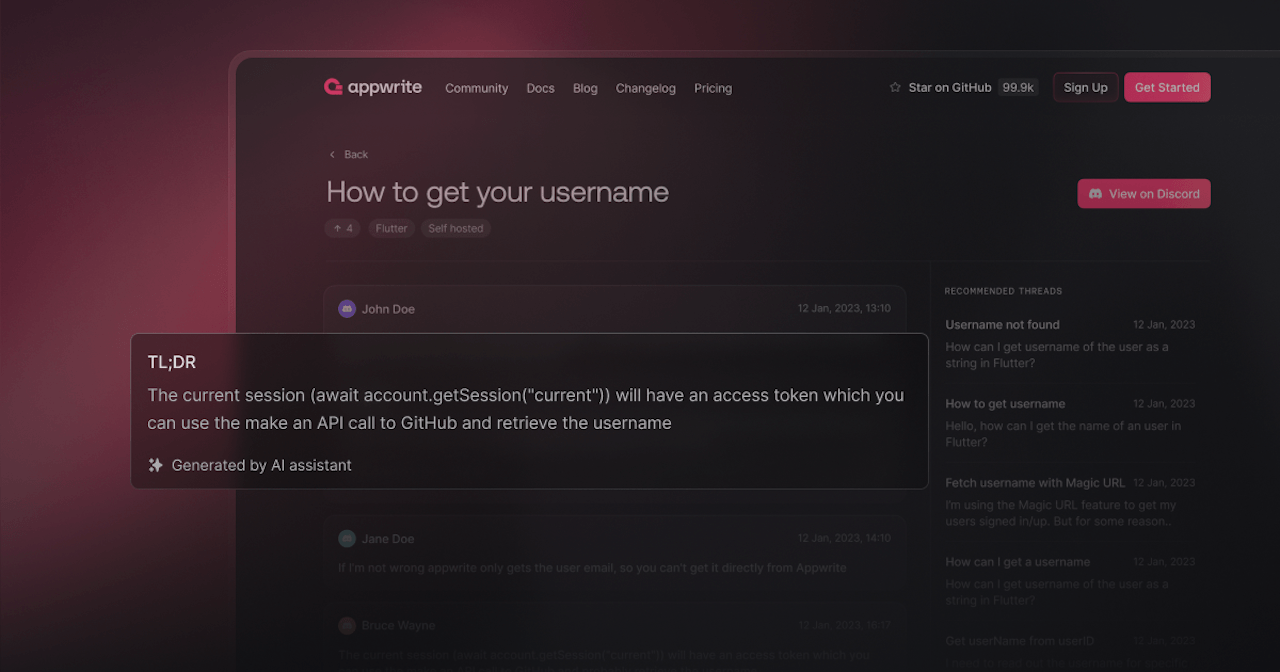 appwrite Community Docs Blog Changelog Pricing Star on GitHub 99.9k Sign Up Get Started
Back
How to get your username
View on Discord
4 Flutter Self hosted
John Doe 12 Jan, 2023, 13:10
TL;DR
The current session (await account.getSession("current")) will have an access token which you
can use the make an API call to GitHub and retrieve the username
Generated by AI assistant
Jane Doe 12 Jan, 2023, 14:10
If I'm not wrong appwrite only gets the user email, so you can't get it directly from Appwrite
Bruce Wayne 12 Jan, 2023, 16:12
The current session (await account.getSession("current")) will have an access token which you
RECOMMENDED THREADS
Username not found 12 Jan, 2023
How can I get username of the user as a
string in Flutter?
How to get username 12 Jan, 2023
Hello, how can I get the name of an user in
Flutter?
Fetch username with Magic URL 12 Jan, 2023
I'm using the Magic URL feature to get my
users signed in/up. But for some reason..
How can I get a username 12 Jan, 2023
How can I get username of the user as a
string in Flutter?
Get userName from userID 12 Jan, 2023